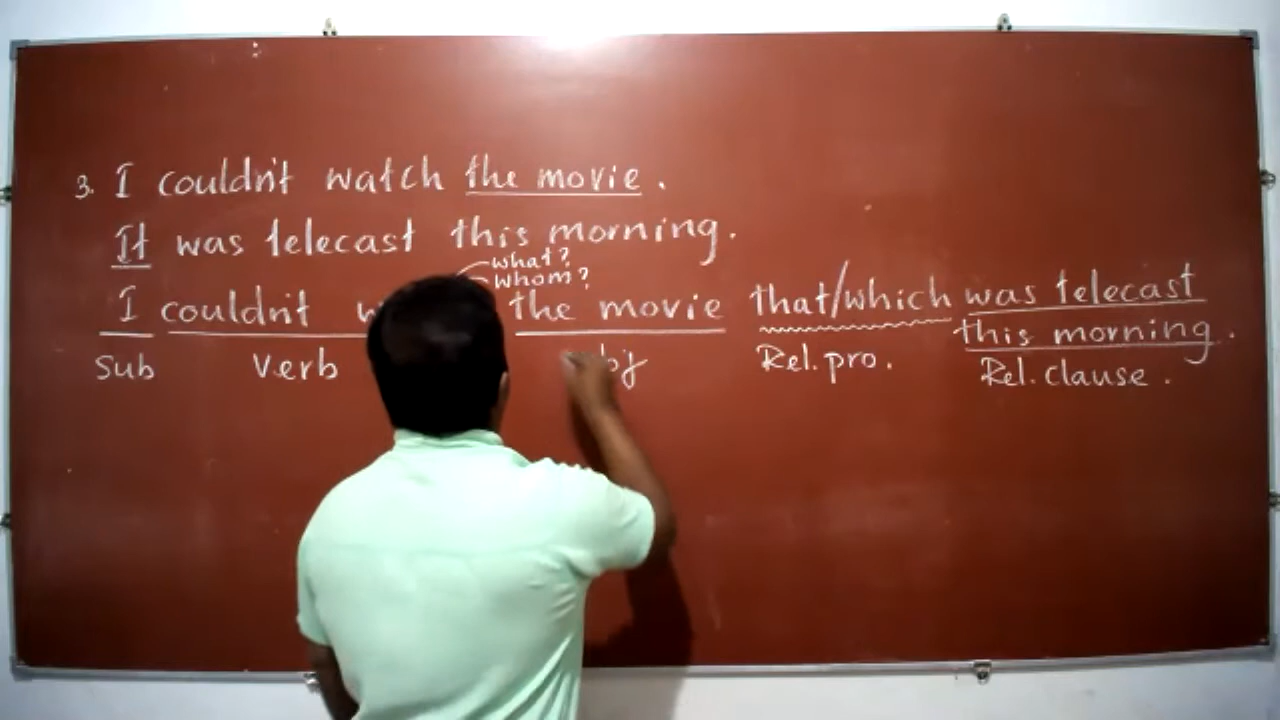 3. I couldn't watch the movie.
It was telecast this morning.
what?
whom?
I couldn't the movie that/which was telecast
this morning.
Sub Verb Rel. pro. Rel. clause.